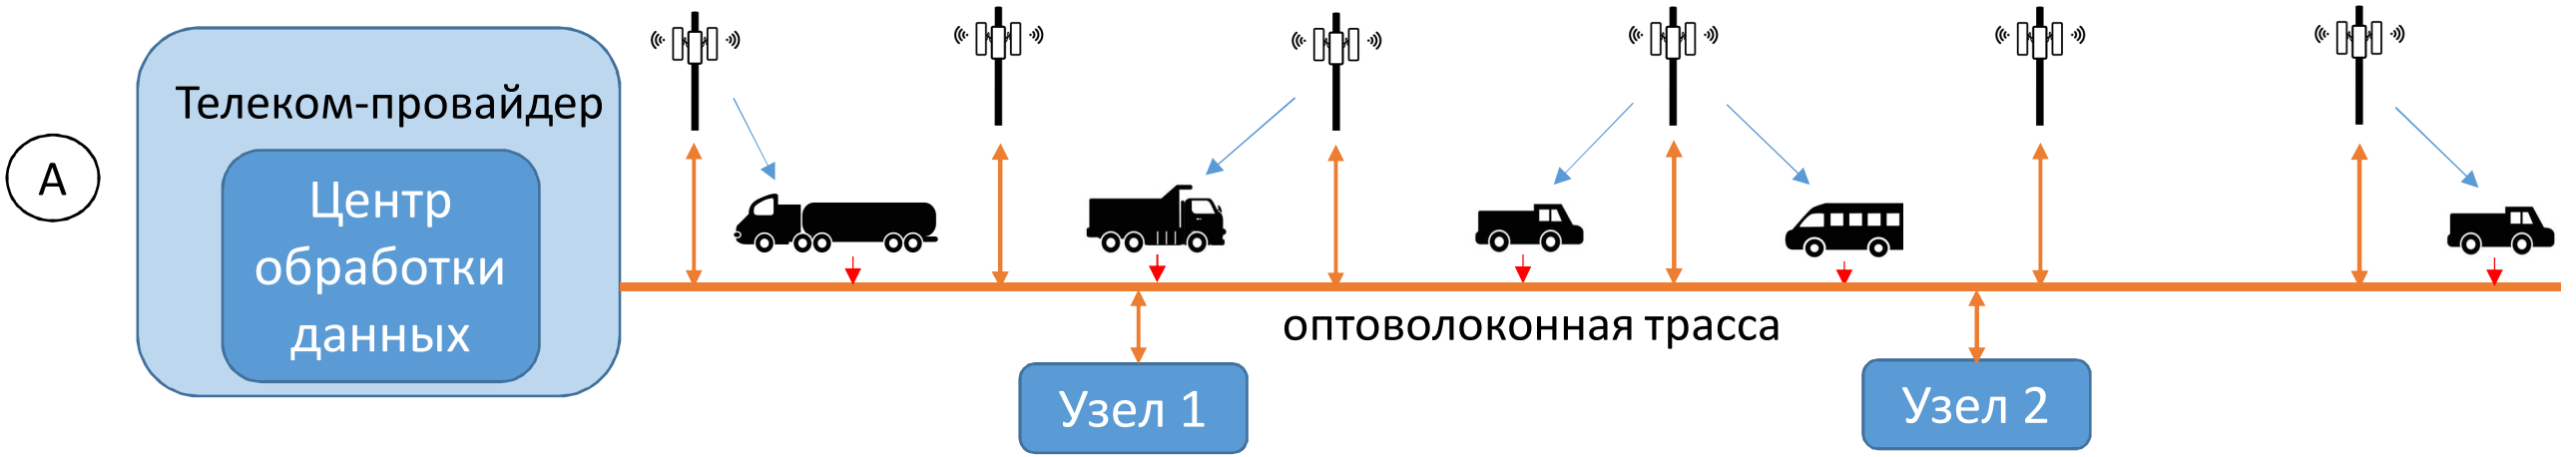 А
Телеком-провайдер
Центр
обработки
данных
оптоволоконная трасса
Узел 1
Узел 2